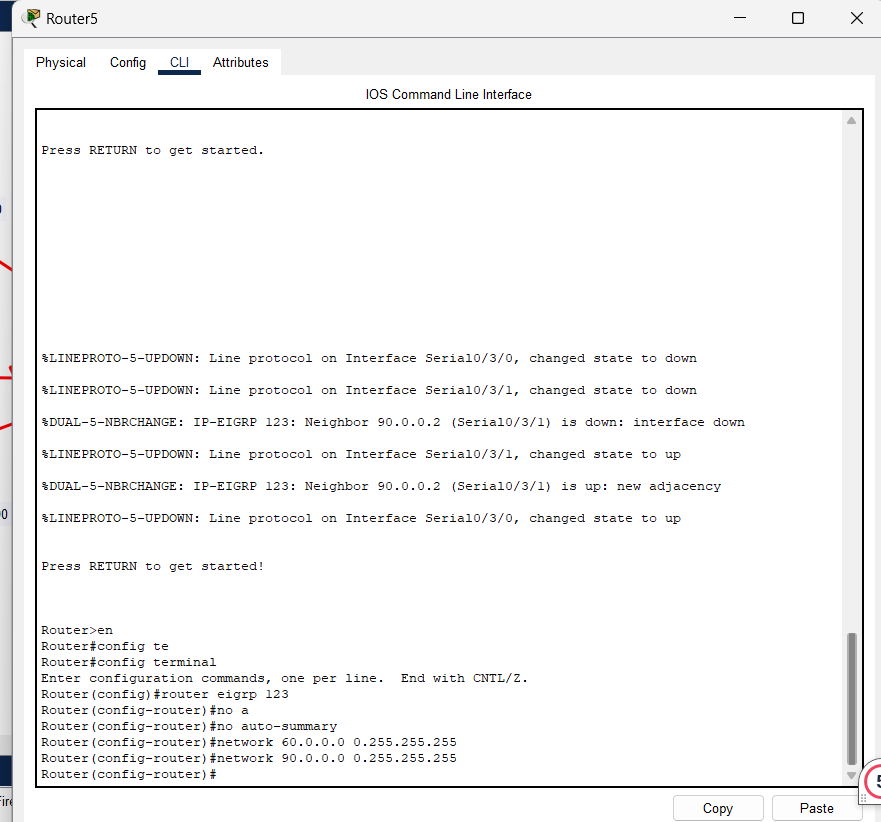 Router5
Physical Config CLI Attributes
IOS Command Line Interface
Press RETURN to get started.
%LINEPROTO-5-UPDOWN: Line protocol on Interface Serial0/3/0, changed state to down
%LINEPROTO-5-UPDOWN: Line protocol on Interface Serial0/3/1, changed state to down
%DUAL-5-NBRCHANGE: IP-EIGRP 123: Neighbor 90.0.0.2 (Serial0/3/1) is down: interface down
%LINEPROTO-5-UPDOWN: Line protocol on Interface Serial0/3/1, changed state to up
%DUAL-5-NBRCHANGE: IP-EIGRP 123: Neighbor 90.0.0.2 (Serial0/3/1) is up: new adjacency
%LINEPROTO-5-UPDOWN: Line protocol on Interface Serial0/3/0, changed state to up
Press RETURN to get started!
Router>en
Router#config te
Router#config terminal
Enter configuration commands, one per line.  End with CNTL/Z.
Router(config)#router eigrp 123
Router(config-router)#no a
Router(config-router)#no auto-summary
Router(config-router)#network 60.0.0.0 0.255.255.255
Router(config-router)#network 90.0.0.0 0.255.255.255
Router(config-router)#
Copy Paste